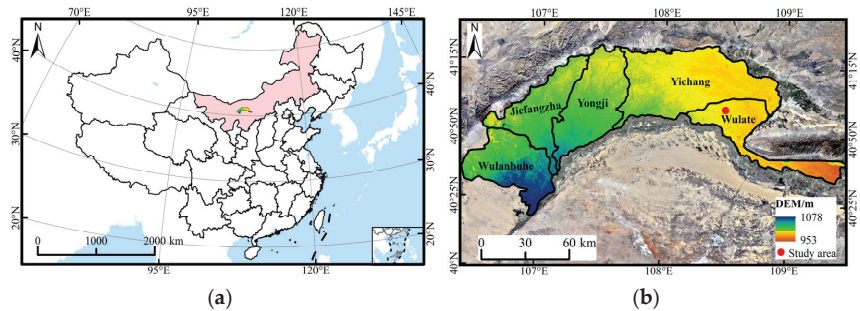 70°E 120°E 145°E
N
40°N
30°N
20°N
40°N
30°N
20°N
0 1000 2000 km
95°E 120°E
(a)
107°E 108°E 109°E
N
41°15′N
40°50′N
40°25′N
40°N
41°15′N
40°50′N
40°25′N
Yichang
Jiefangzha
Yongji
Wulate
Wulanbuhe
DEM/m
1078
953
Study area
0 30 60 KM
107°E 108°E 109°E
(b)